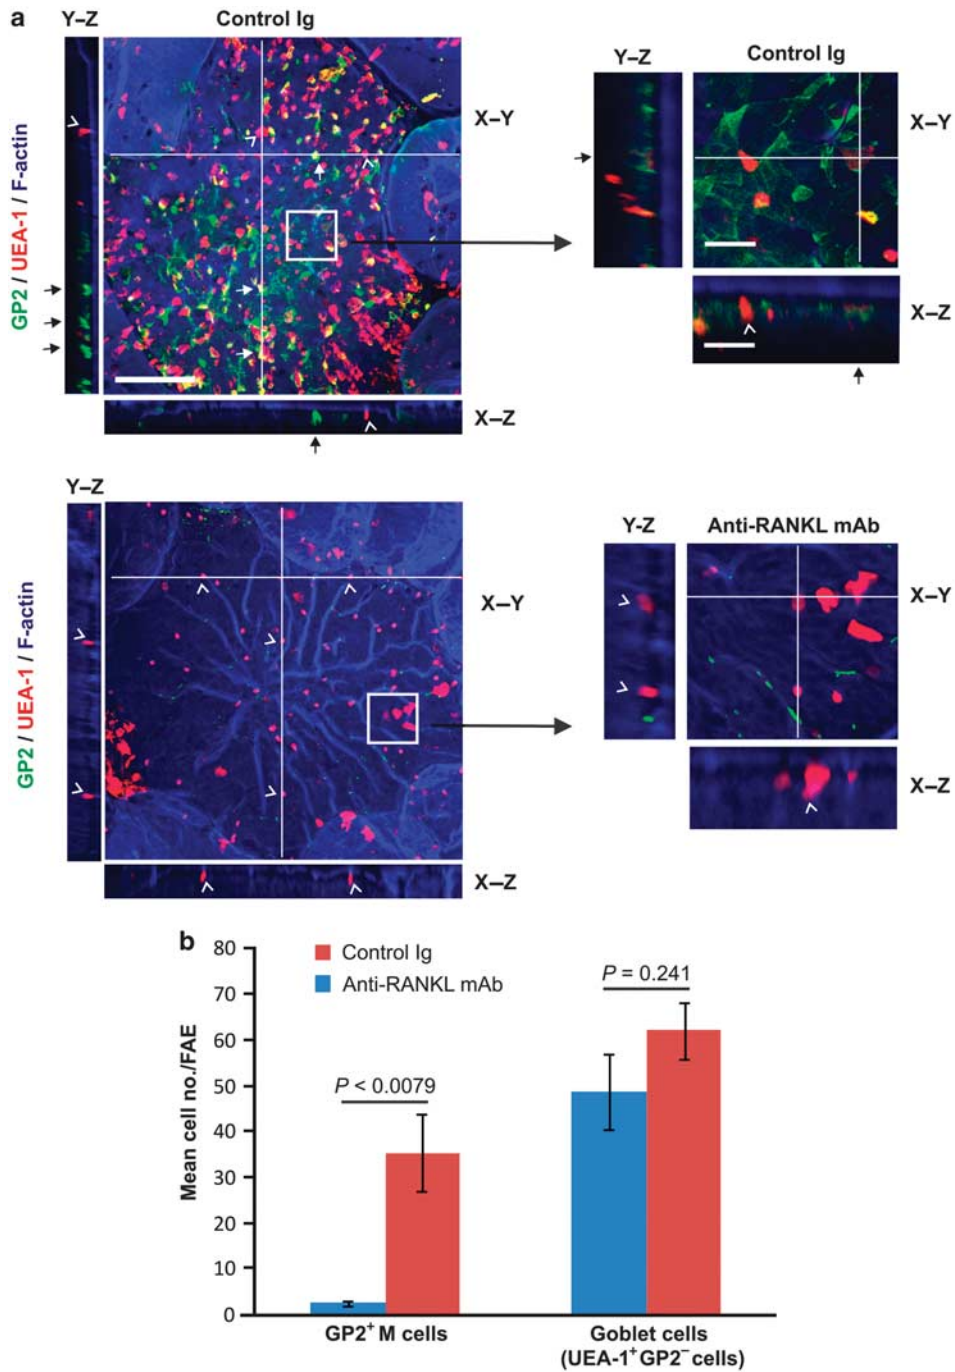 a
Y–Z
Control Ig
X–Y
GP2 / UEA-1 / F-actin
X–Z
Y–Z
Control Ig
X–Y
X–Z
Y–Z
X–Y
GP2 / UEA-1 / F-actin
X–Z
Y-Z
Anti-RANKL mAb
X–Y
X–Z
b
Control Ig
Anti-RANKL mAb
P < 0.0079
P = 0.241
Mean cell no./FAE
80
70
60
50
40
30
20
10
0
GP2⁺ M cells
Goblet cells
(UEA-1⁺GP2⁻cells)